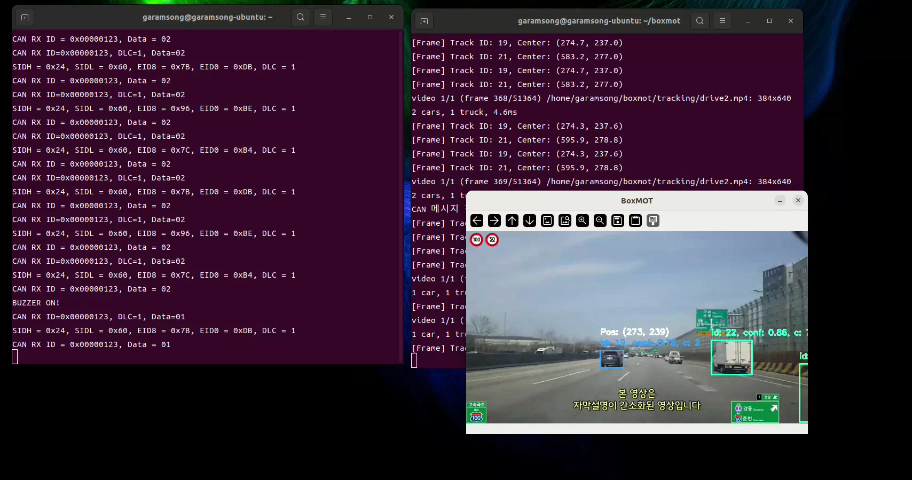 garamsong@garamsong-ubuntu: ~
CAN RX ID = 0x00000123, Data = 02
CAN RX ID=0x00000123, DLC=1, Data=02
SIDH = 0x24, SIDL = 0x60, EID8 = 0x7B, EID0 = 0xDB, DLC = 1
CAN RX ID = 0x00000123, Data = 02
CAN RX ID=0x00000123, DLC=1, Data=02
SIDH = 0x24, SIDL = 0x60, EID8 = 0x96, EID0 = 0xBE, DLC = 1
CAN RX ID = 0x00000123, Data = 02
CAN RX ID=0x00000123, DLC=1, Data=02
SIDH = 0x24, SIDL = 0x60, EID8 = 0x7C, EID0 = 0xB4, DLC = 1
CAN RX ID = 0x00000123, Data = 02
CAN RX ID=0x00000123, DLC=1, Data=02
SIDH = 0x24, SIDL = 0x60, EID8 = 0x7B, EID0 = 0xDB, DLC = 1
CAN RX ID = 0x00000123, Data = 02
CAN RX ID=0x00000123, DLC=1, Data=02
SIDH = 0x24, SIDL = 0x60, EID8 = 0x96, EID0 = 0xBE, DLC = 1
CAN RX ID = 0x00000123, Data = 02
CAN RX ID=0x00000123, DLC=1, Data=02
SIDH = 0x24, SIDL = 0x60, EID8 = 0x7C, EID0 = 0xB4, DLC = 1
CAN RX ID = 0x00000123, Data = 02
BUZZER ON!
CAN RX ID=0x00000123, DLC=1, Data=01
SIDH = 0x24, SIDL = 0x60, EID8 = 0x7B, EID0 = 0xDB, DLC = 1
CAN RX ID = 0x00000123, Data = 01
garamsong@garamsong-ubuntu: ~/boxmot
[Frame] Track ID: 19, Center: (274.7, 237.0)
[Frame] Track ID: 21, Center: (583.2, 277.0)
[Frame] Track ID: 19, Center: (274.7, 237.0)
[Frame] Track ID: 21, Center: (583.2, 277.0)
video 1/1 (frame 368/51364) /home/garamsong/boxmot/tracking/drive2.mp4: 384x640
2 cars, 1 truck, 4.6ms
[Frame] Track ID: 19, Center: (274.3, 237.6)
[Frame] Track ID: 21, Center: (595.9, 278.8)
[Frame] Track ID: 19, Center: (274.3, 237.6)
[Frame] Track ID: 21, Center: (595.9, 278.8)
video 1/1 (frame 369/51364) /home/garamsong/boxmot/tracking/drive2.mp4: 384x640
2 cars, 1 t
CAN 메시지
[Frame] Tra
[Frame] Tra
[Frame] Tra
[Frame] Tra
video 1/1 (
1 car, 1 tru
[Frame] Tra
video 1/1 (
1 car, 1 tru
[Frame] Tra
BoxMOT
100
Pos: (273, 239)
id: 22, conf: 0.86, c: 7
id:
본 영상은
자막설명이 간소화된 영상입니다
100
강릉
춘천